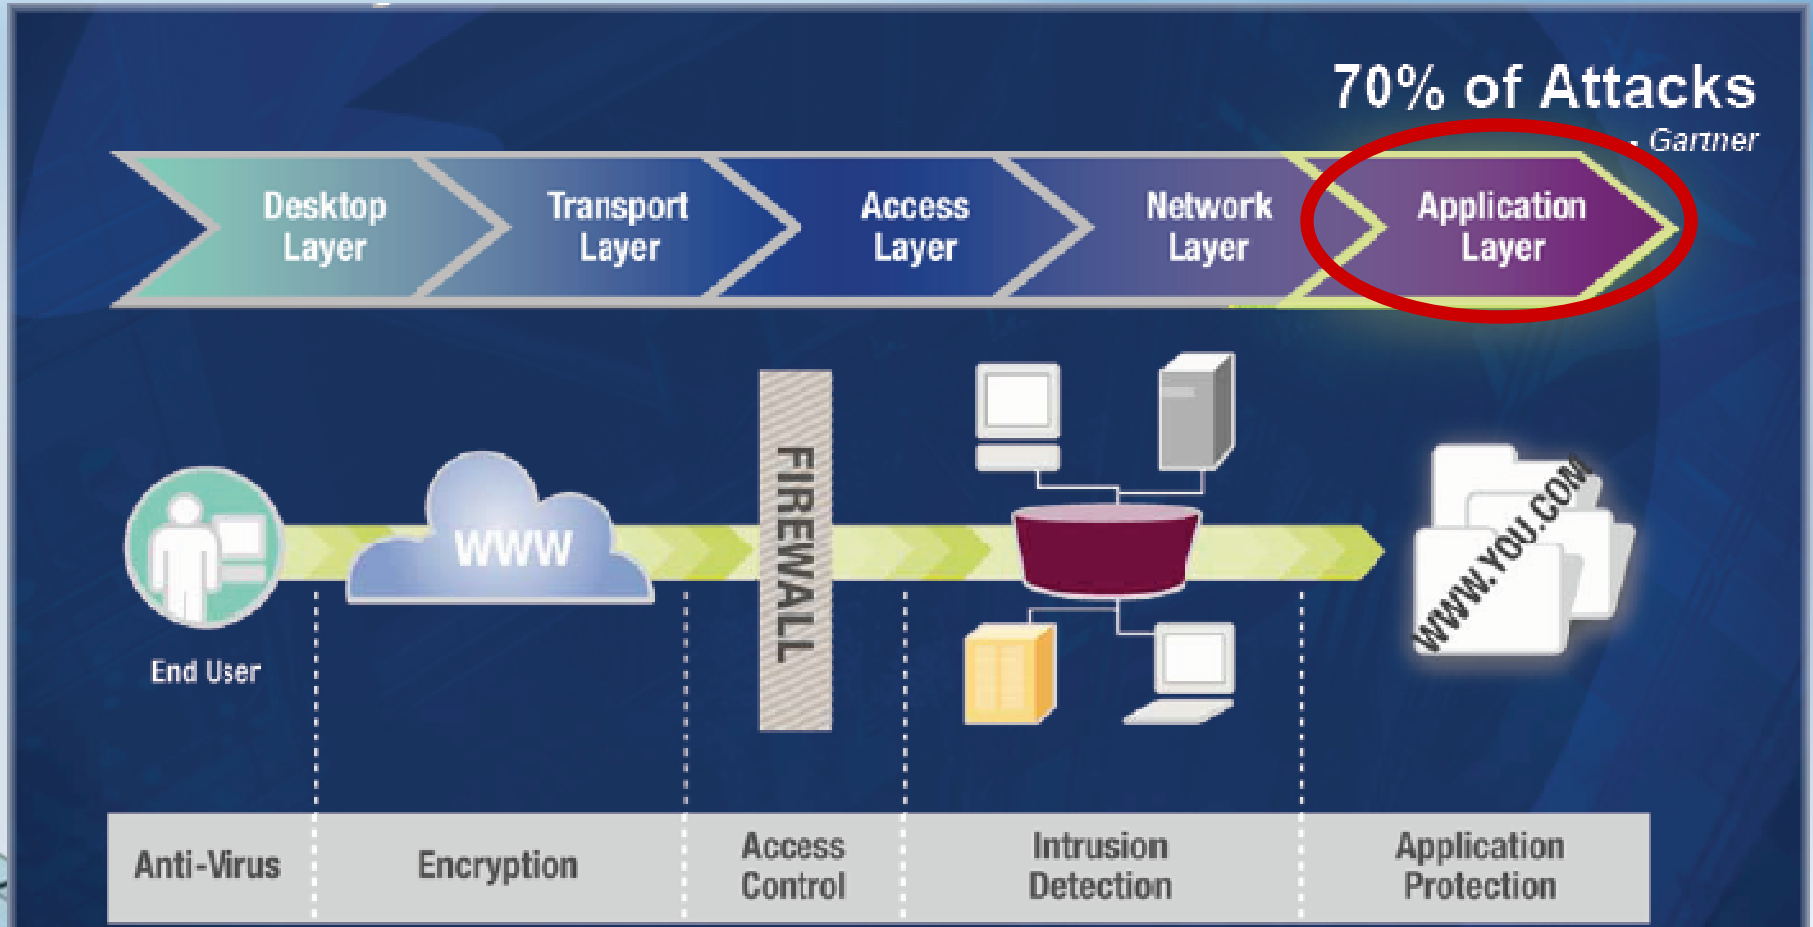 70% of Attacks
- Gartner
Desktop
Layer
Transport
Layer
Access
Layer
Network
Layer
Application
Layer
WWW
FIREWALL
WWW.YOU.COM
End User
Anti-Virus
Encryption
Access
Control
Intrusion
Detection
Application
Protection